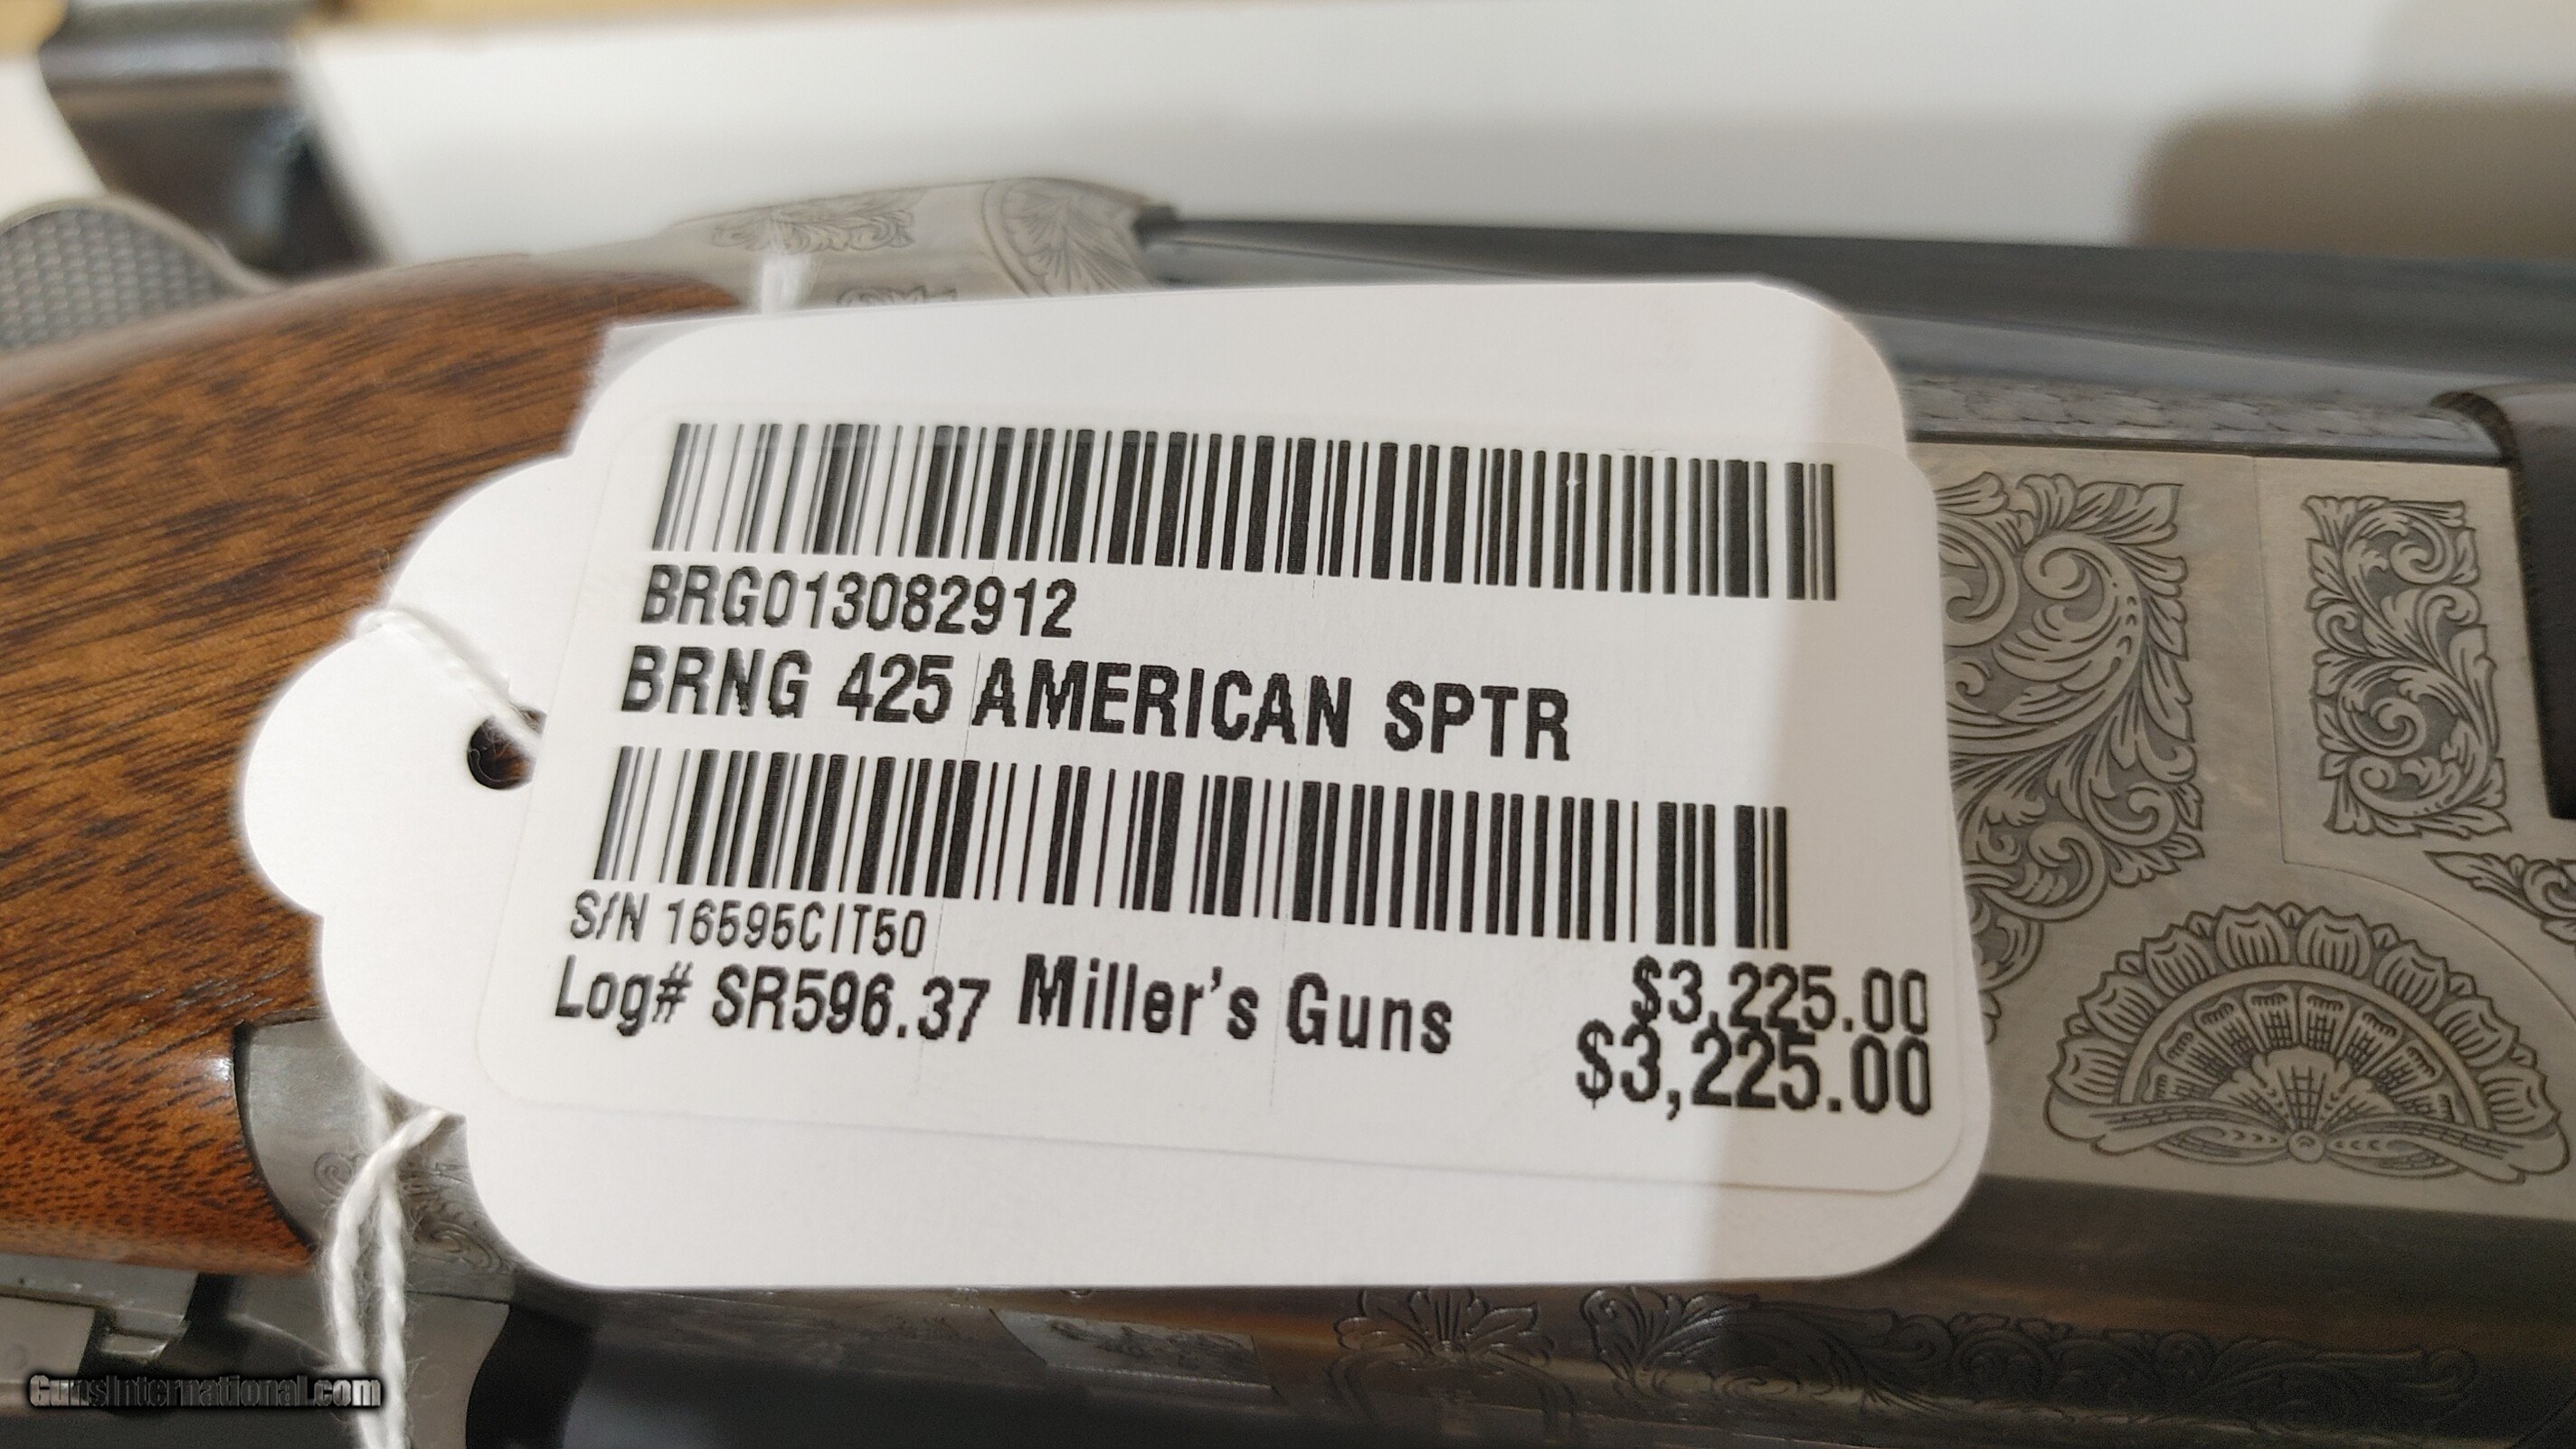 BRG013082912
BRNG 425 AMERICAN SPTR
S/N 16595CIT50
Log# SR596.37 Miller's Guns
$3,225.00
$3,225.00
GunsInternational.com